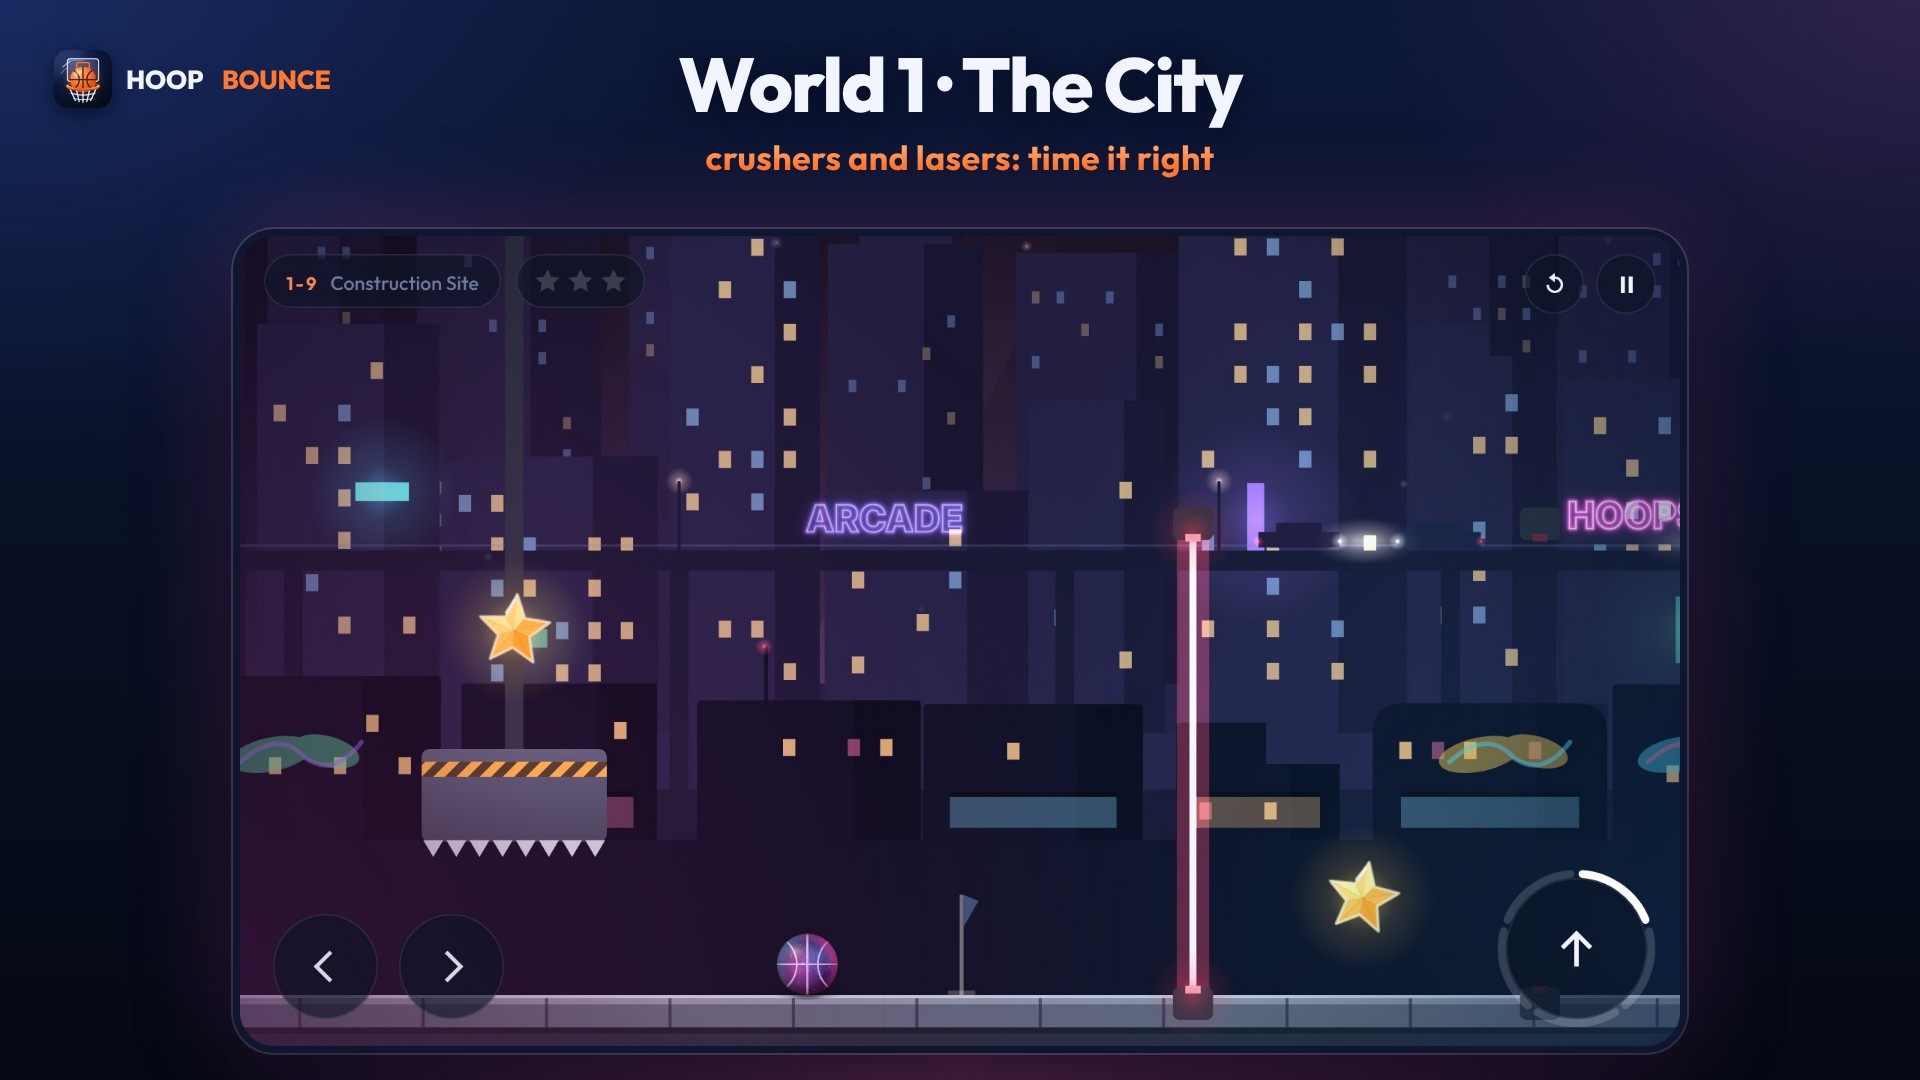 HOOP BOUNCE
World 1 · The City
crushers and lasers: time it right
1-9 Construction Site
ARCADE
HOOPS